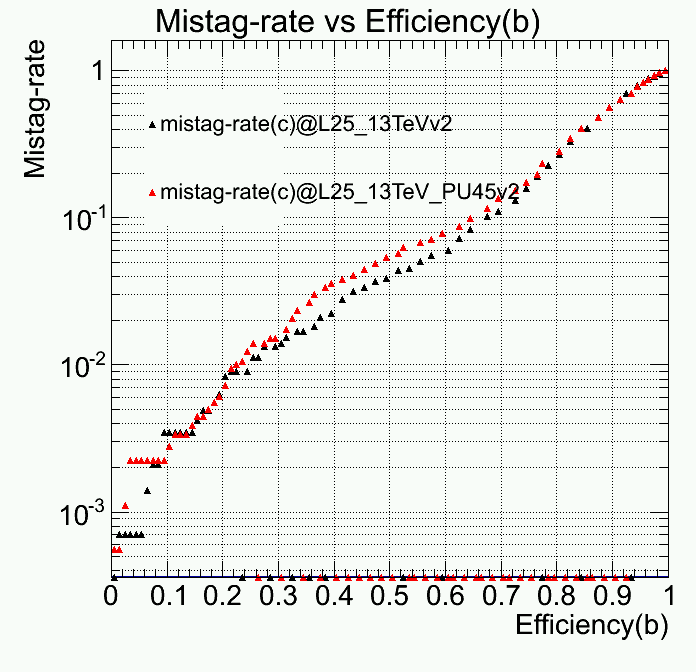 Mistag-rate vs Efficiency(b)
Mistag-rate
1
mistag-rate(c)@L25_13TeVv2
mistag-rate(c)@L25_13TeV_PU45v2
10-1
10-2
10-3
0 0.1 0.2 0.3 0.4 0.5 0.6 0.7 0.8 0.9 1
Efficiency(b)